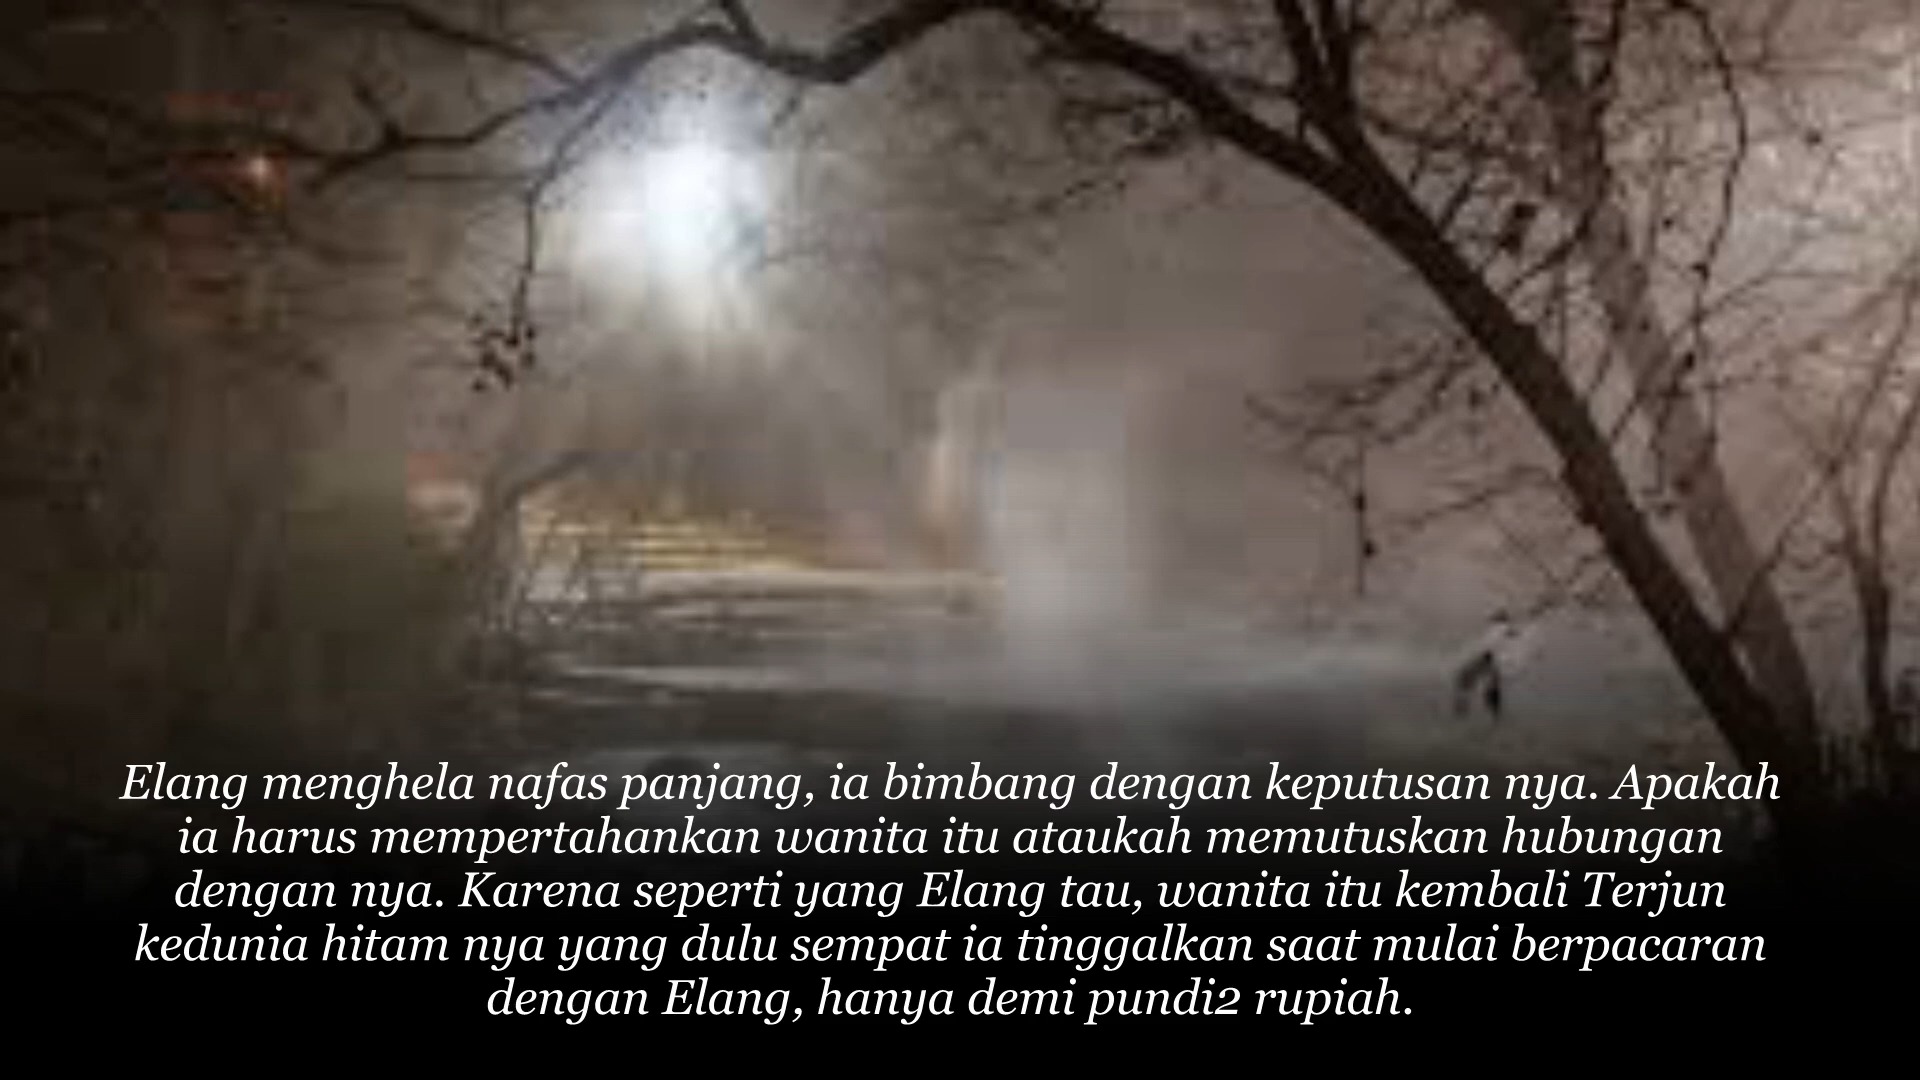 Elang menghela nafas panjang, ia bimbang dengan keputusan nya. Apakah
ia harus mempertahankan wanita itu ataukah memutuskan hubungan
dengan nya. Karena seperti yang Elang tau, wanita itu kembali Terjun
kedunia hitam nya yang dulu sempat ia tinggalkan saat mulai berpacaran
dengan Elang, hanya demi pundi2 rupiah.